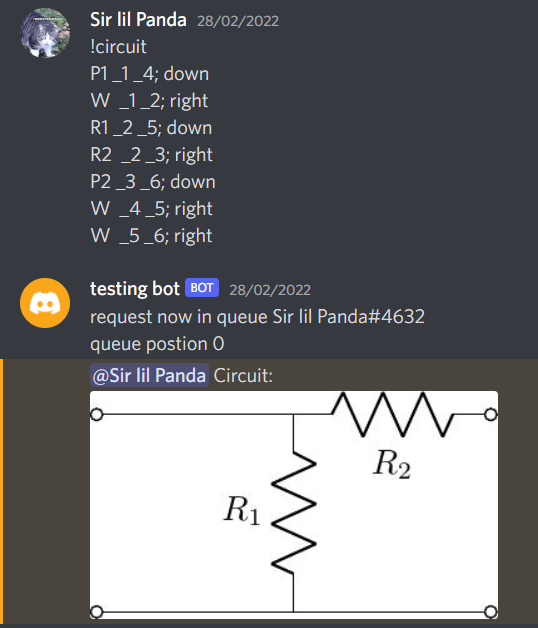 Sir lil Panda 28/02/2022
!circuit
P1 _1 _4; down
W _1 _2; right
R1 _2 _5; down
R2 _2 _3; right
P2 _3 _6; down
W _4 _5; right
W _5 _6; right
testing bot BOT 28/02/2022
request now in queue Sir lil Panda#4632
queue postion 0
@Sir lil Panda Circuit:
R2
R1